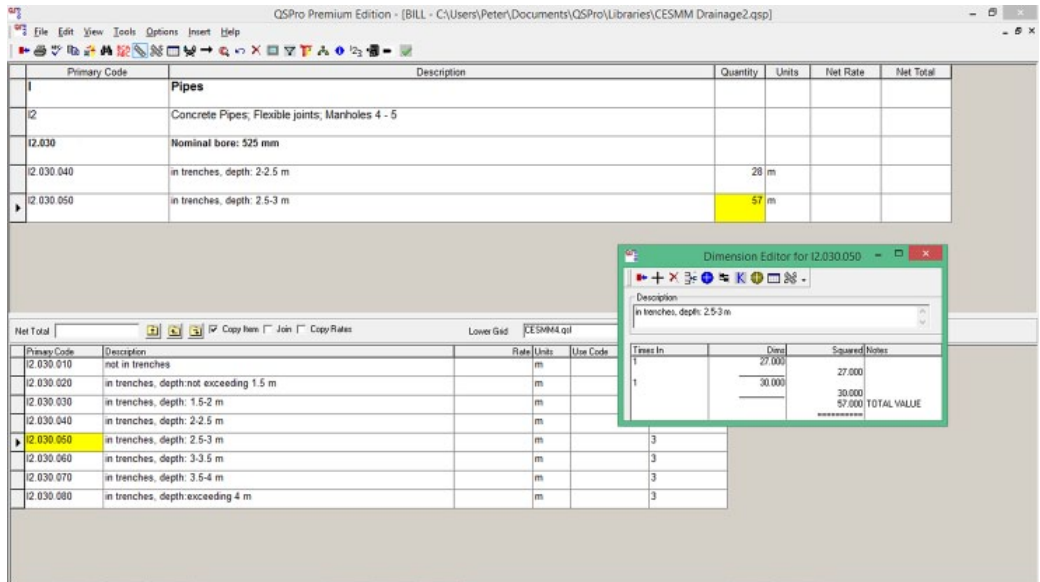 QSPro Premium Edition - [BILL - C:\Users\Peter\Documents\QSPro\Libraries\CESMM Drainage2.qsp]
File Edit View Tools Options Insert Help
Primary Code Description Quantity Units Net Rate Net Total
I Pipes
I2 Concrete Pipes; Flexible joints; Manholes 4 - 5
I2.030 Nominal bore: 525 mm
I2.030.040 in trenches, depth: 2-2.5 m 28 m
I2.030.050 in trenches, depth: 2.5-3 m 57 m
Dimension Editor for I2.030.050
K
Description
in trenches, depth: 2.5-3 m
Times In Dims Squared Notes
1 27.000
27.000
1 30.000
30.000
57.000 TOTAL VALUE
==========
Net Total Copy Item Join Copy Rates Lower Grid CESMM4.qsl
Primary Code Description Rate Units Use Code
I2.030.010 not in trenches m
I2.030.020 in trenches, depth:not exceeding 1.5 m m
I2.030.030 in trenches, depth: 1.5-2 m m
I2.030.040 in trenches, depth: 2-2.5 m m
I2.030.050 in trenches, depth: 2.5-3 m m 3
I2.030.060 in trenches, depth: 3-3.5 m m 3
I2.030.070 in trenches, depth: 3.5-4 m m 3
I2.030.080 in trenches, depth:exceeding 4 m m 3